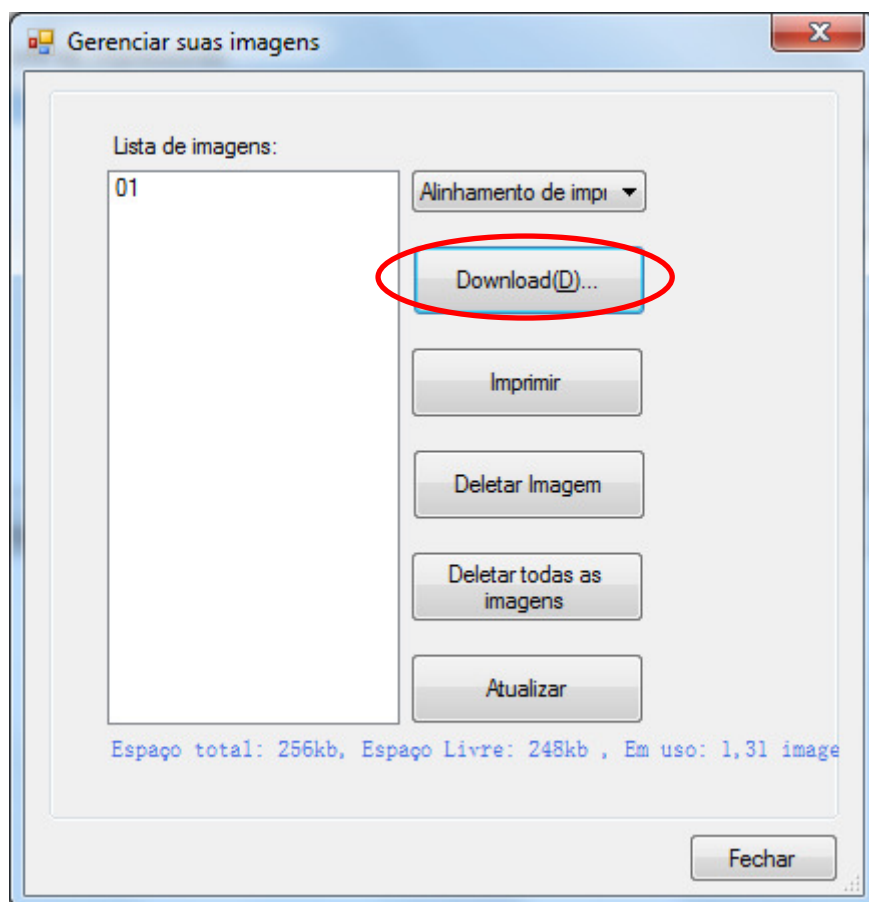 Gerenciar suas imagens
Lista de imagens:
01
Alinhamento de impr
Download(D)...
Imprimir
Deletar Imagem
Deletar todas as
imagens
Atualizar
Espaço total: 256kb, Espaço Livre: 248kb , Em uso: 1,31 image
Fechar